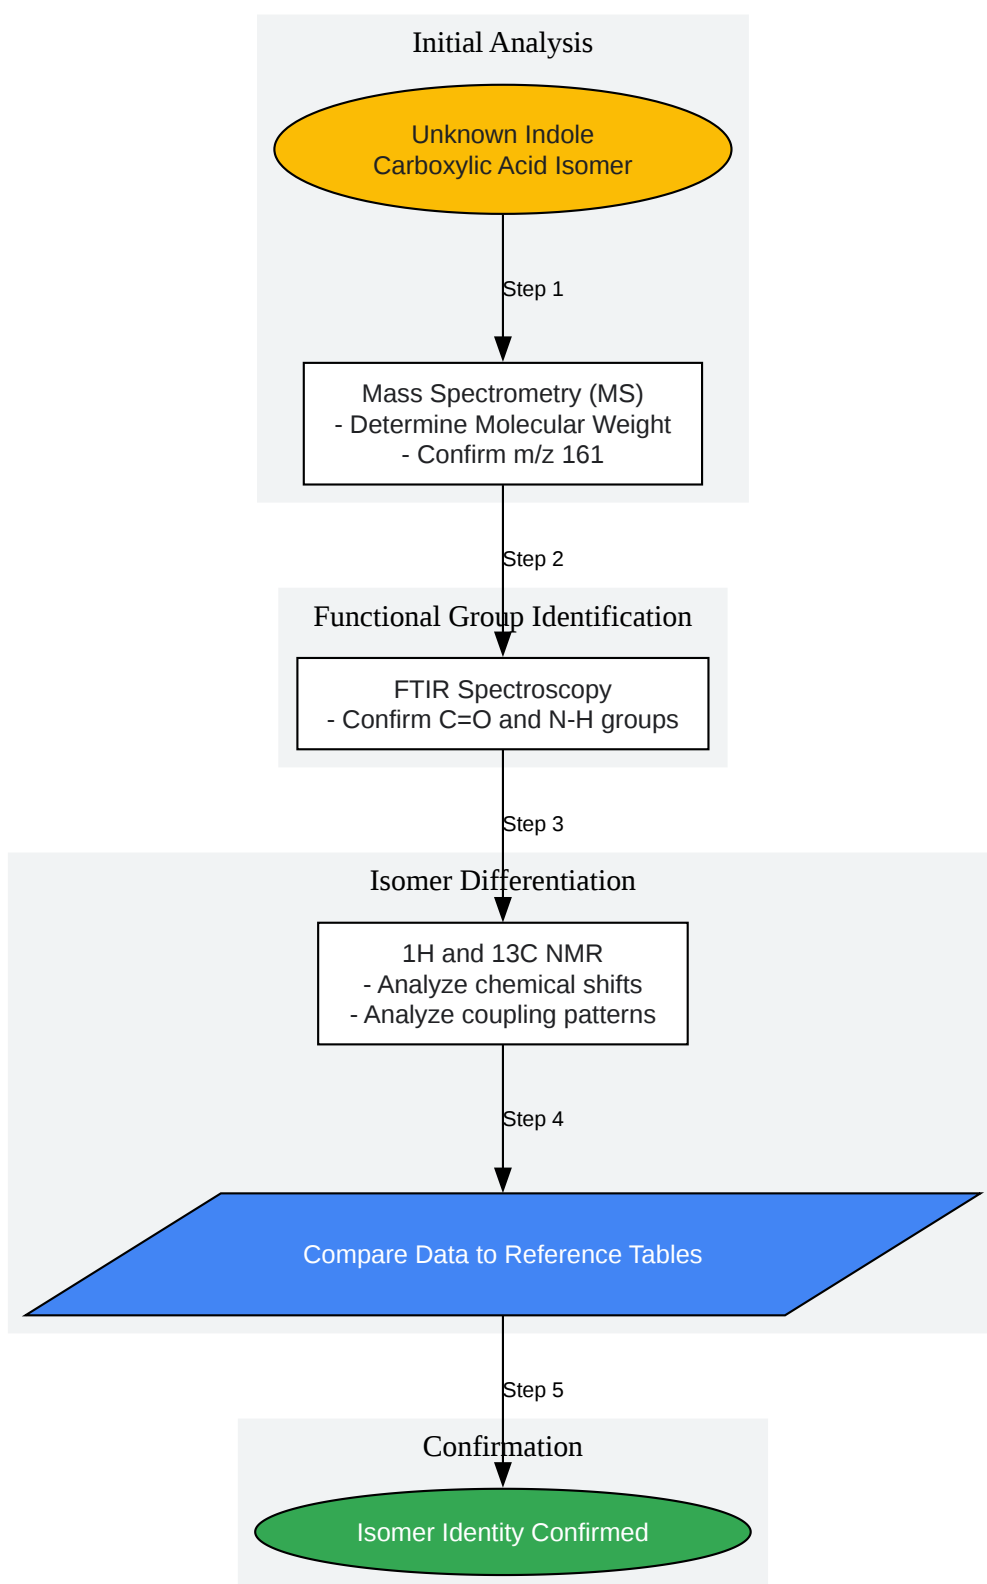 Initial Analysis
Unknown Indole
Carboxylic Acid Isomer
Step 1
Mass Spectrometry (MS)
- Determine Molecular Weight
- Confirm m/z 161
Step 2
Functional Group Identification
FTIR Spectroscopy
- Confirm C=O and N-H groups
Step 3
Isomer Differentiation
1H and 13C NMR
- Analyze chemical shifts
- Analyze coupling patterns
Step 4
Compare Data to Reference Tables
Step 5
Confirmation
Isomer Identity Confirmed